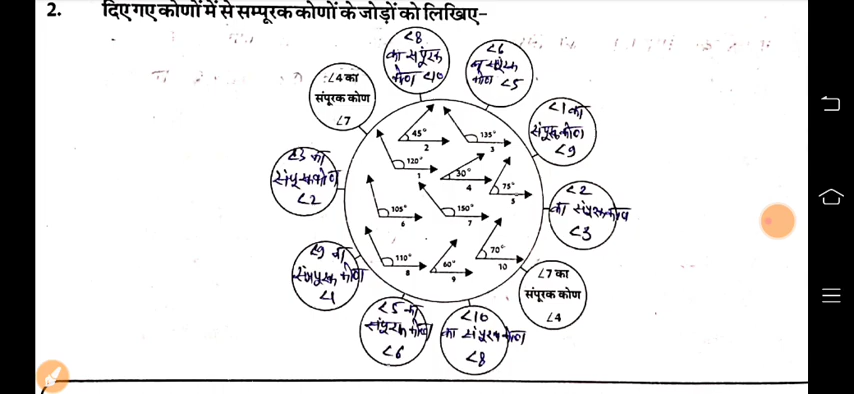 2. दिए गए कोणों में से सम्पूरक कोणों के जोड़ों को लिखिए–
∠8
का संपूरक
कोण ∠10
∠6
का संपूरक
कोण ∠5
∠4 का
संपूरक कोण
∠7
∠1 का
संपूरक कोण
∠9
∠3 का
संपूरक कोण
∠2
∠2
का संपूरक कोण
∠3
∠9 का
संपूरक कोण
∠1
∠7 का
संपूरक कोण
∠4
∠5 का
संपूरक कोण
∠6
∠10
का संपूरक कोण
∠8
45°
2
135°
3
120°
1
30°
4
75°
5
105°
6
150°
7
110°
8
60°
9
70°
10